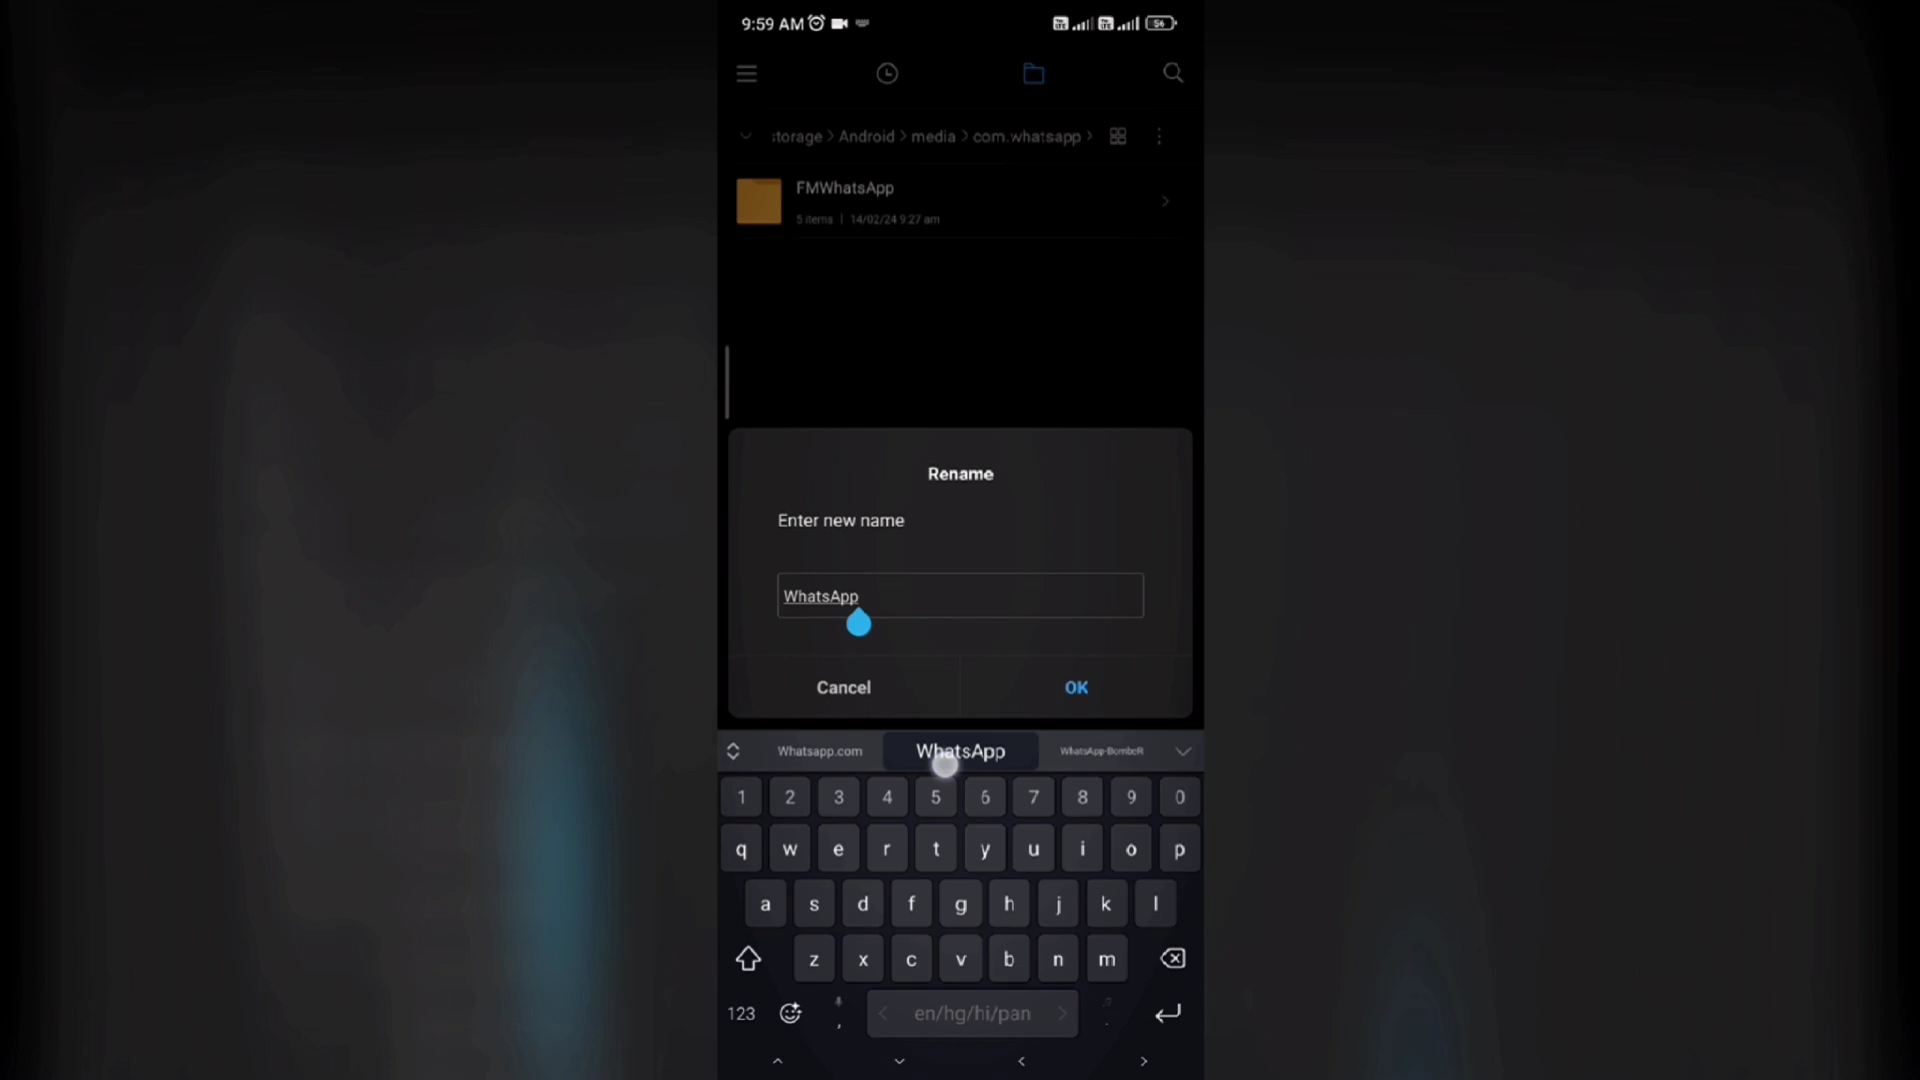 9:59 AM
56
storage > Android > media > com.whatsapp >
FMWhatsApp
5 items | 14/02/24 9:27 am
Rename
Enter new name
WhatsApp
Cancel OK
Whatsapp.com WhatsApp WhatsApp-BombeR
1 2 3 4 5 6 7 8 9 0
q w e r t y u i o p
a s d f g h j k l
z x c v b n m
123 , < en/hg/hi/pan > .